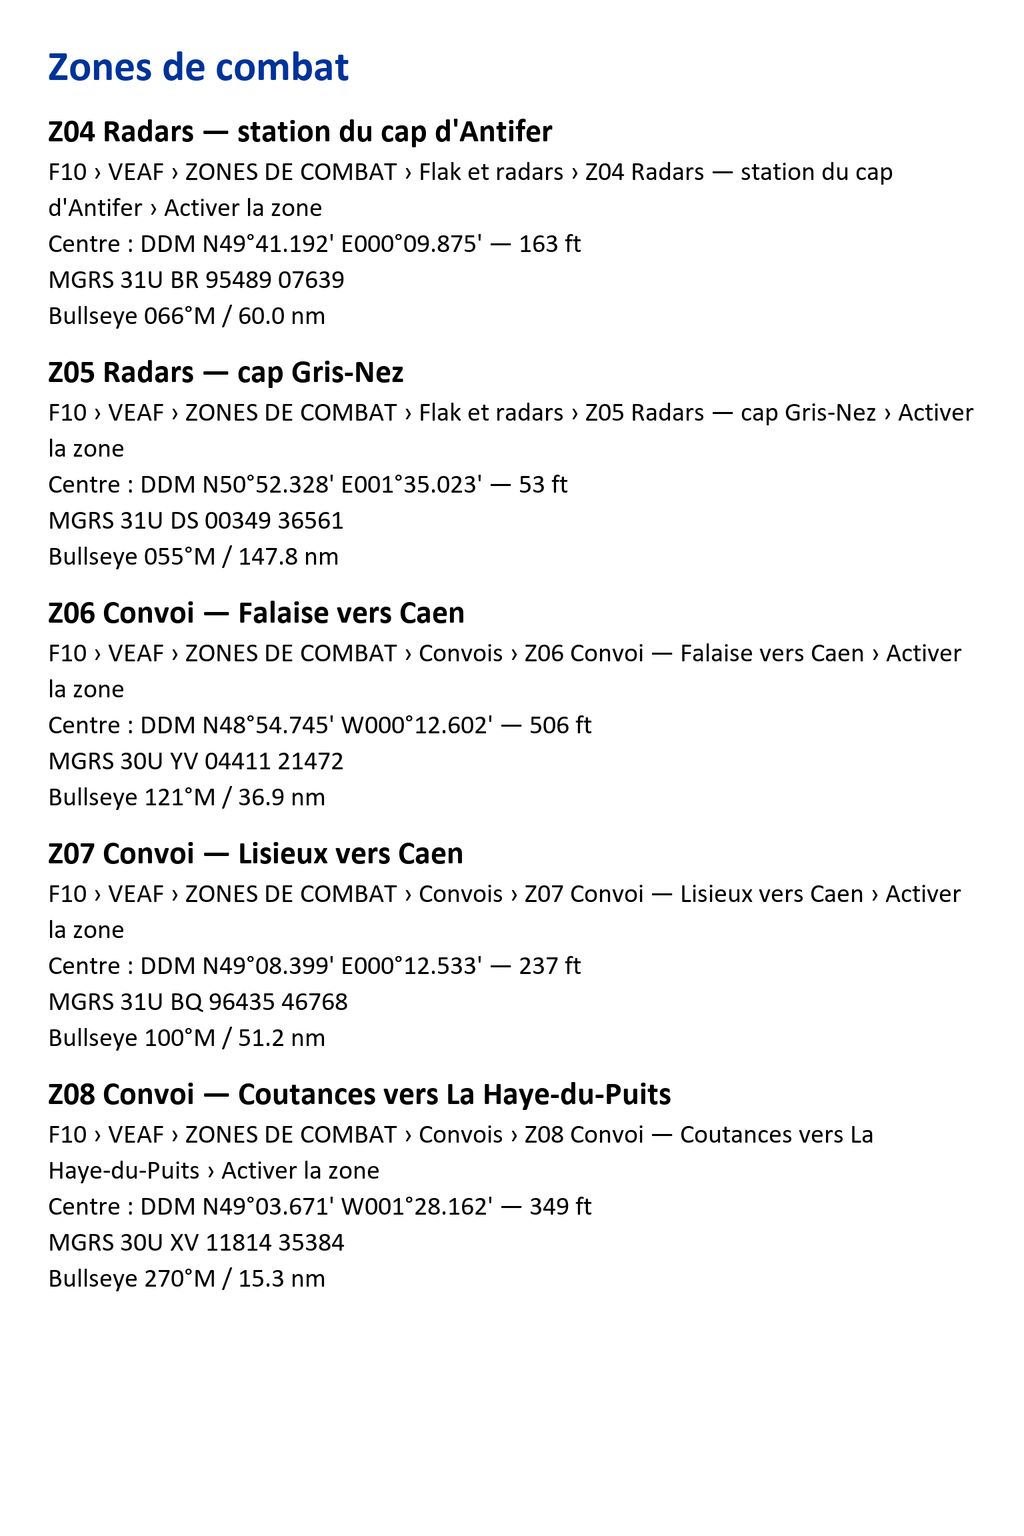 Zones de combat
Z04 Radars — station du cap d'Antifer
F10 › VEAF › ZONES DE COMBAT › Flak et radars › Z04 Radars — station du cap
d'Antifer › Activer la zone
Centre : DDM N49°41.192' E000°09.875' — 163 ft
MGRS 31U BR 95489 07639
Bullseye 066°M / 60.0 nm
Z05 Radars — cap Gris-Nez
F10 › VEAF › ZONES DE COMBAT › Flak et radars › Z05 Radars — cap Gris-Nez › Activer
la zone
Centre : DDM N50°52.328' E001°35.023' — 53 ft
MGRS 31U DS 00349 36561
Bullseye 055°M / 147.8 nm
Z06 Convoi — Falaise vers Caen
F10 › VEAF › ZONES DE COMBAT › Convois › Z06 Convoi — Falaise vers Caen › Activer
la zone
Centre : DDM N48°54.745' W000°12.602' — 506 ft
MGRS 30U YV 04411 21472
Bullseye 121°M / 36.9 nm
Z07 Convoi — Lisieux vers Caen
F10 › VEAF › ZONES DE COMBAT › Convois › Z07 Convoi — Lisieux vers Caen › Activer
la zone
Centre : DDM N49°08.399' E000°12.533' — 237 ft
MGRS 31U BQ 96435 46768
Bullseye 100°M / 51.2 nm
Z08 Convoi — Coutances vers La Haye-du-Puits
F10 › VEAF › ZONES DE COMBAT › Convois › Z08 Convoi — Coutances vers La
Haye-du-Puits › Activer la zone
Centre : DDM N49°03.671' W001°28.162' — 349 ft
MGRS 30U XV 11814 35384
Bullseye 270°M / 15.3 nm